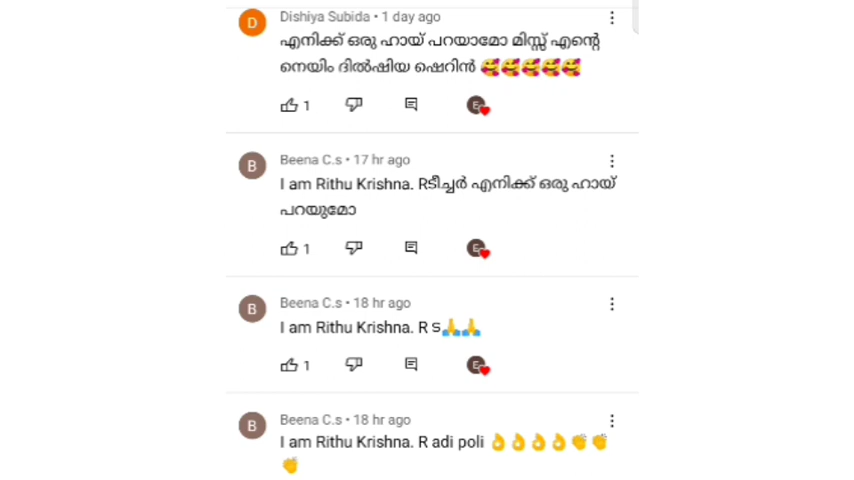 Dishiya Subida • 1 day ago
എനിക്ക് ഒരു ഹായ് പറയാമോ മിസ്സ് എന്റെ
നെയിം ദിൽഷിയ ഷെറിൻ 🥰🥰🥰🥰🥰
1
Beena C.s • 17 hr ago
I am Rithu Krishna. Rടീച്ചർ എനിക്ക് ഒരു ഹായ്
പറയുമോ
1
Beena C.s • 18 hr ago
I am Rithu Krishna. R ട🙏🙏
1
Beena C.s • 18 hr ago
I am Rithu Krishna. R adi poli 👌👌👌👌👏👏
👏